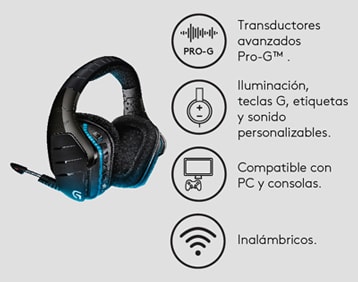 PRO-G
Transductores
avanzados
Pro-G™ .
Iluminación,
teclas G, etiquetas
y sonido
personalizables.
Compatible con
PC y consolas.
Inalámbricos.